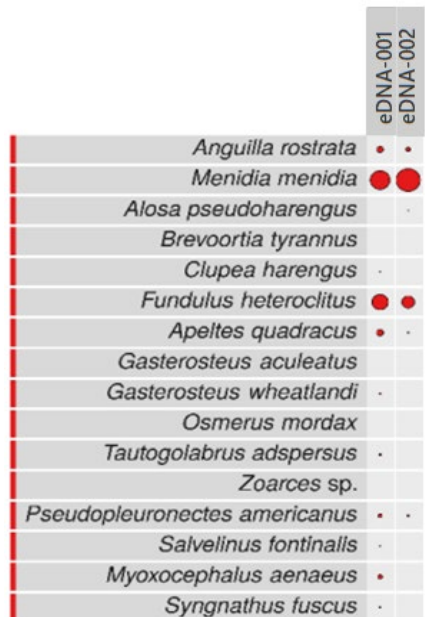 eDNA-001
eDNA-002
Anguilla rostrata
Menidia menidia
Alosa pseudoharengus
Brevoortia tyrannus
Clupea harengus
Fundulus heteroclitus
Apeltes quadracus
Gasterosteus aculeatus
Gasterosteus wheatlandi
Osmerus mordax
Tautogolabrus adspersus
Zoarces sp.
Pseudopleuronectes americanus
Salvelinus fontinalis
Myoxocephalus aenaeus
Syngnathus fuscus